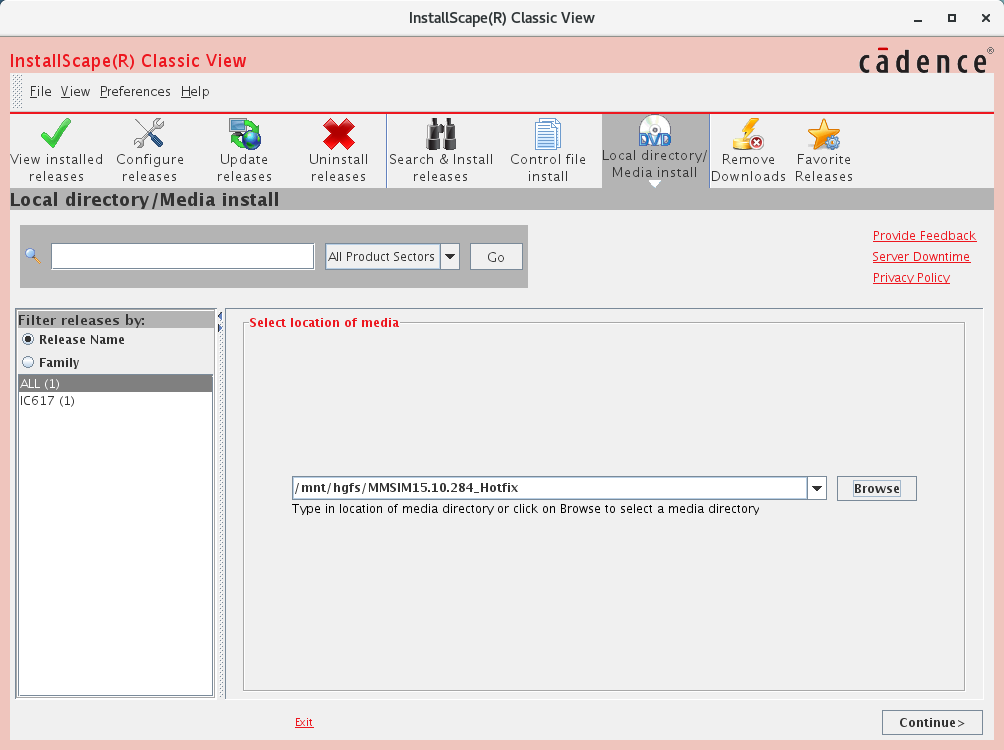 InstallScape(R) Classic View
InstallScape(R) Classic View
cādence®
File View Preferences Help
View installed releases
Configure releases
Update releases
Uninstall releases
Search & Install releases
Control file install
DVD
Local directory/ Media install
Remove Downloads
Favorite Releases
Local directory/Media install
All Product Sectors
Go
Provide Feedback
Server Downtime
Privacy Policy
Filter releases by:
Release Name
Family
ALL (1)
IC617 (1)
Select location of media
/mnt/hgfs/MMSIM15.10.284_Hotfix
Browse
Type in location of media directory or click on Browse to select a media directory
Exit
Continue>